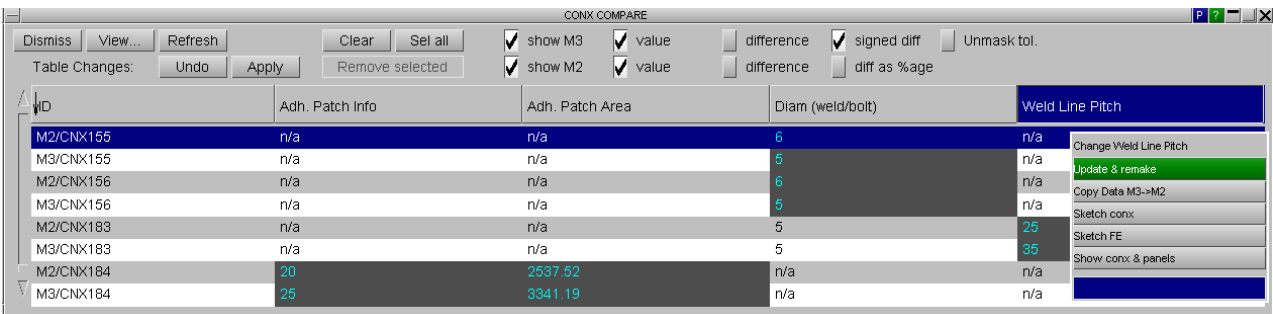 CONX COMPARE P ? X
Dismiss View... Refresh Clear Sel all show M3 value difference signed diff Unmask tol.
Table Changes: Undo Apply Remove selected show M2 value difference diff as %age
ID Adh. Patch Info Adh. Patch Area Diam (weld/bolt) Weld Line Pitch
M2/CNX155 n/a n/a 6 n/a
M3/CNX155 n/a n/a 5 n/a
M2/CNX156 n/a n/a 6 n/a
M3/CNX156 n/a n/a 5 n/a
M2/CNX183 n/a n/a 5 25
M3/CNX183 n/a n/a 5 35
M2/CNX184 20 2537.52 n/a n/a
M3/CNX184 25 3341.19 n/a n/a
Change Weld Line Pitch
Update & remake
Copy Data M3->M2
Sketch conx
Sketch FE
Show conx & panels